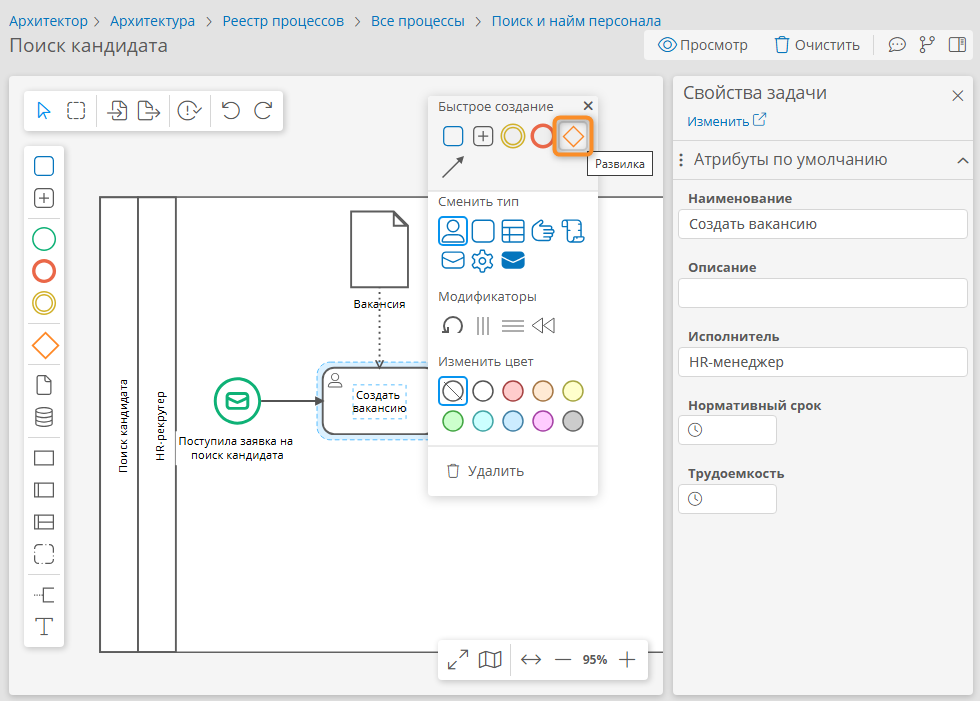 Архитектор > Архитектура > Реестр процессов > Все процессы > Поиск и найм персонала
Поиск кандидата
Просмотр
Очистить
Быстрое создание
Развилка
Сменить тип
Модификаторы
Изменить цвет
Удалить
Поиск кандидата
HR-рекрутер
Вакансия
Поступила заявка на
поиск кандидата
Создать
вакансию
95%
Свойства задачи
Изменить
Атрибуты по умолчанию
Наименование
Создать вакансию
Описание
Исполнитель
HR-менеджер
Нормативный срок
Трудоемкость